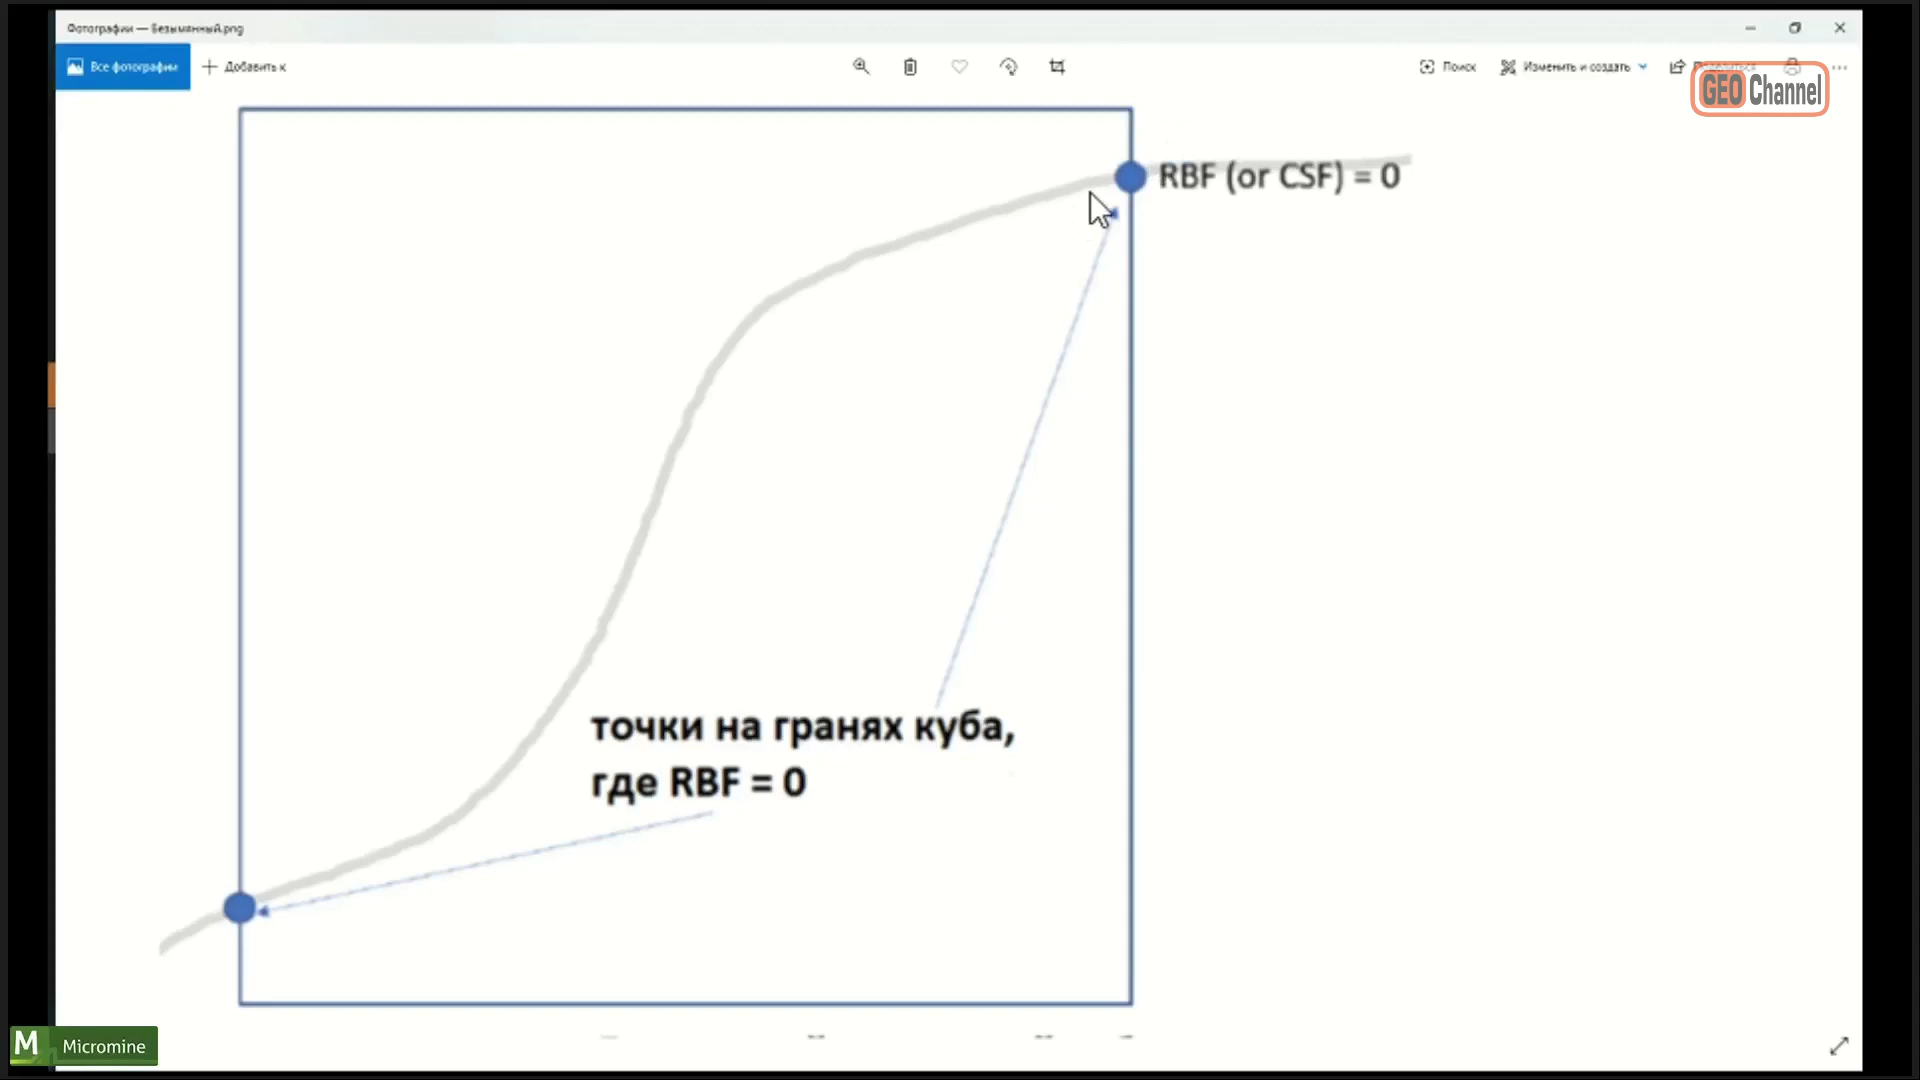 Фотографии — Безымянный.png
Все фотографии
Добавить к
Поиск
Изменить и создать
GEO Channel
RBF (or CSF) = 0
точки на гранях куба,
где RBF = 0
M Micromine